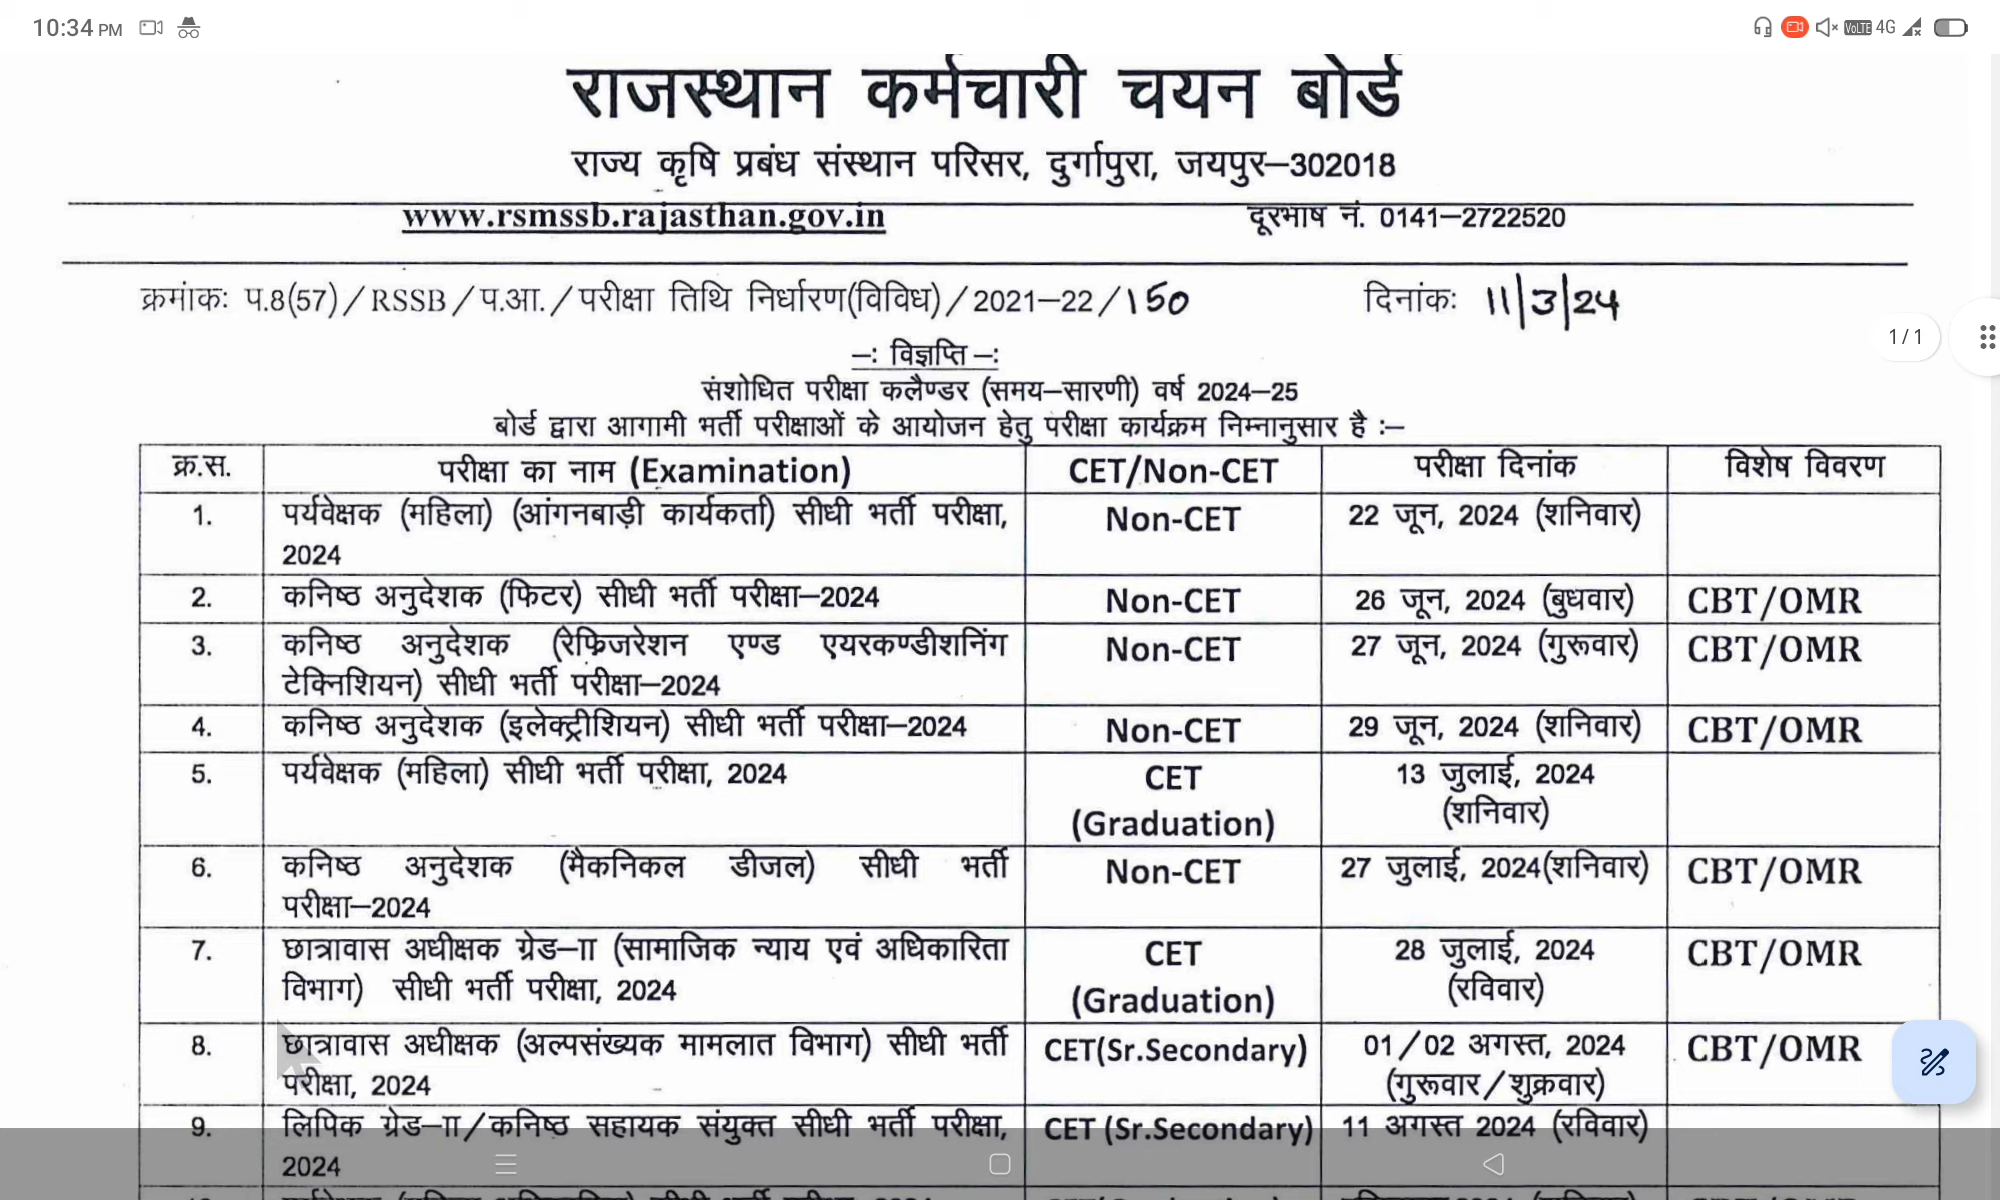 10:34 PM
VoLTE 4G
राजस्थान कर्मचारी चयन बोर्ड
राज्य कृषि प्रबंध संस्थान परिसर, दुर्गापुरा, जयपुर–302018
www.rsmssb.rajasthan.gov.in दूरभाष नं. 0141–2722520
क्रमांकः प.8(57)/RSSB/प.आ./परीक्षा तिथि निर्धारण(विविध)/2021–22/150 दिनांकः 11|3|24
1/1
–: विज्ञप्ति –:
संशोधित परीक्षा कलैण्डर (समय–सारणी) वर्ष 2024–25
बोर्ड द्वारा आगामी भर्ती परीक्षाओं के आयोजन हेतु परीक्षा कार्यक्रम निम्नानुसार है :–
क्र.स. परीक्षा का नाम (Examination) CET/Non-CET परीक्षा दिनांक विशेष विवरण
1. पर्यवेक्षक (महिला) (आंगनबाड़ी कार्यकर्ता) सीधी भर्ती परीक्षा, Non-CET 22 जून, 2024 (शनिवार)
2024
2. कनिष्ठ अनुदेशक (फिटर) सीधी भर्ती परीक्षा–2024 Non-CET 26 जून, 2024 (बुधवार) CBT/OMR
3. कनिष्ठ अनुदेशक (रेफ्रिजरेशन एण्ड एयरकण्डीशनिंग Non-CET 27 जून, 2024 (गुरूवार) CBT/OMR
टेक्निशियन) सीधी भर्ती परीक्षा–2024
4. कनिष्ठ अनुदेशक (इलेक्ट्रीशियन) सीधी भर्ती परीक्षा–2024 Non-CET 29 जून, 2024 (शनिवार) CBT/OMR
5. पर्यवेक्षक (महिला) सीधी भर्ती परीक्षा, 2024 CET 13 जुलाई, 2024
(Graduation) (शनिवार)
6. कनिष्ठ अनुदेशक (मैकनिकल डीजल) सीधी भर्ती Non-CET 27 जुलाई, 2024(शनिवार) CBT/OMR
परीक्षा–2024
7. छात्रावास अधीक्षक ग्रेड–II (सामाजिक न्याय एवं अधिकारिता CET 28 जुलाई, 2024 CBT/OMR
विभाग) सीधी भर्ती परीक्षा, 2024 (Graduation) (रविवार)
8. छात्रावास अधीक्षक (अल्पसंख्यक मामलात विभाग) सीधी भर्ती CET(Sr.Secondary) 01/02 अगस्त, 2024 CBT/OMR
परीक्षा, 2024 (गुरूवार/शुक्रवार)
9. लिपिक ग्रेड–II/कनिष्ठ सहायक संयुक्त सीधी भर्ती परीक्षा, CET (Sr.Secondary) 11 अगस्त 2024 (रविवार)
2024